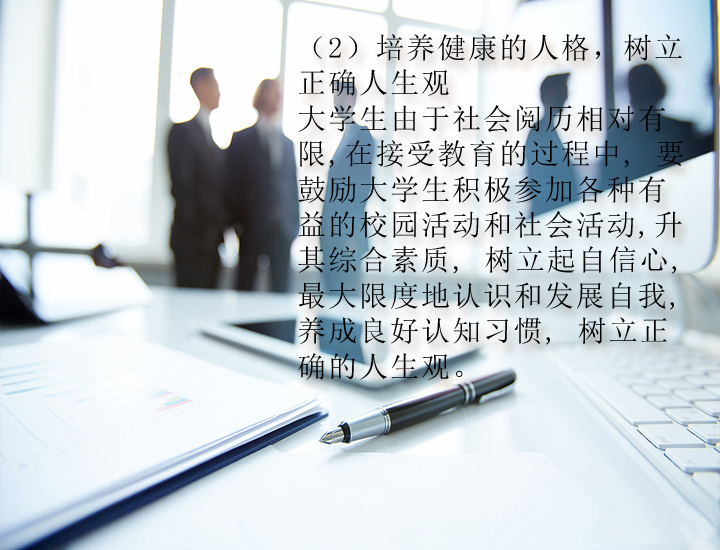 （2）培养健康的人格，树立
正确人生观
大学生由于社会阅历相对有
限,在接受教育的过程中, 要
鼓励大学生积极参加各种有
益的校园活动和社会活动,升
其综合素质, 树立起自信心,
最大限度地认识和发展自我,
养成良好认知习惯, 树立正
确的人生观。